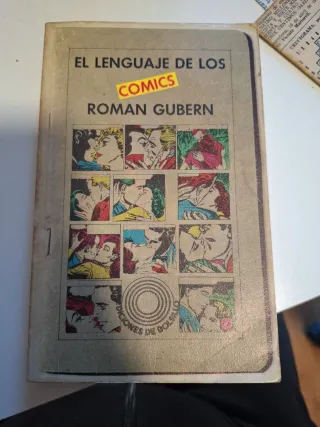 EL LENGUAJE DE LOS
COMICS
ROMAN GUBERN
EDICIONES DE BOLSILLO